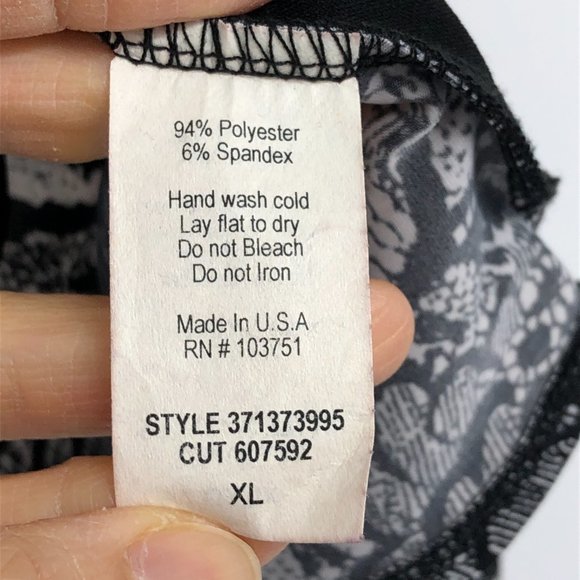 94% Polyester
6% Spandex
Hand wash cold
Lay flat to dry
Do not Bleach
Do not Iron
Made In U.S.A
RN # 103751
STYLE 371373995
CUT 607592
XL